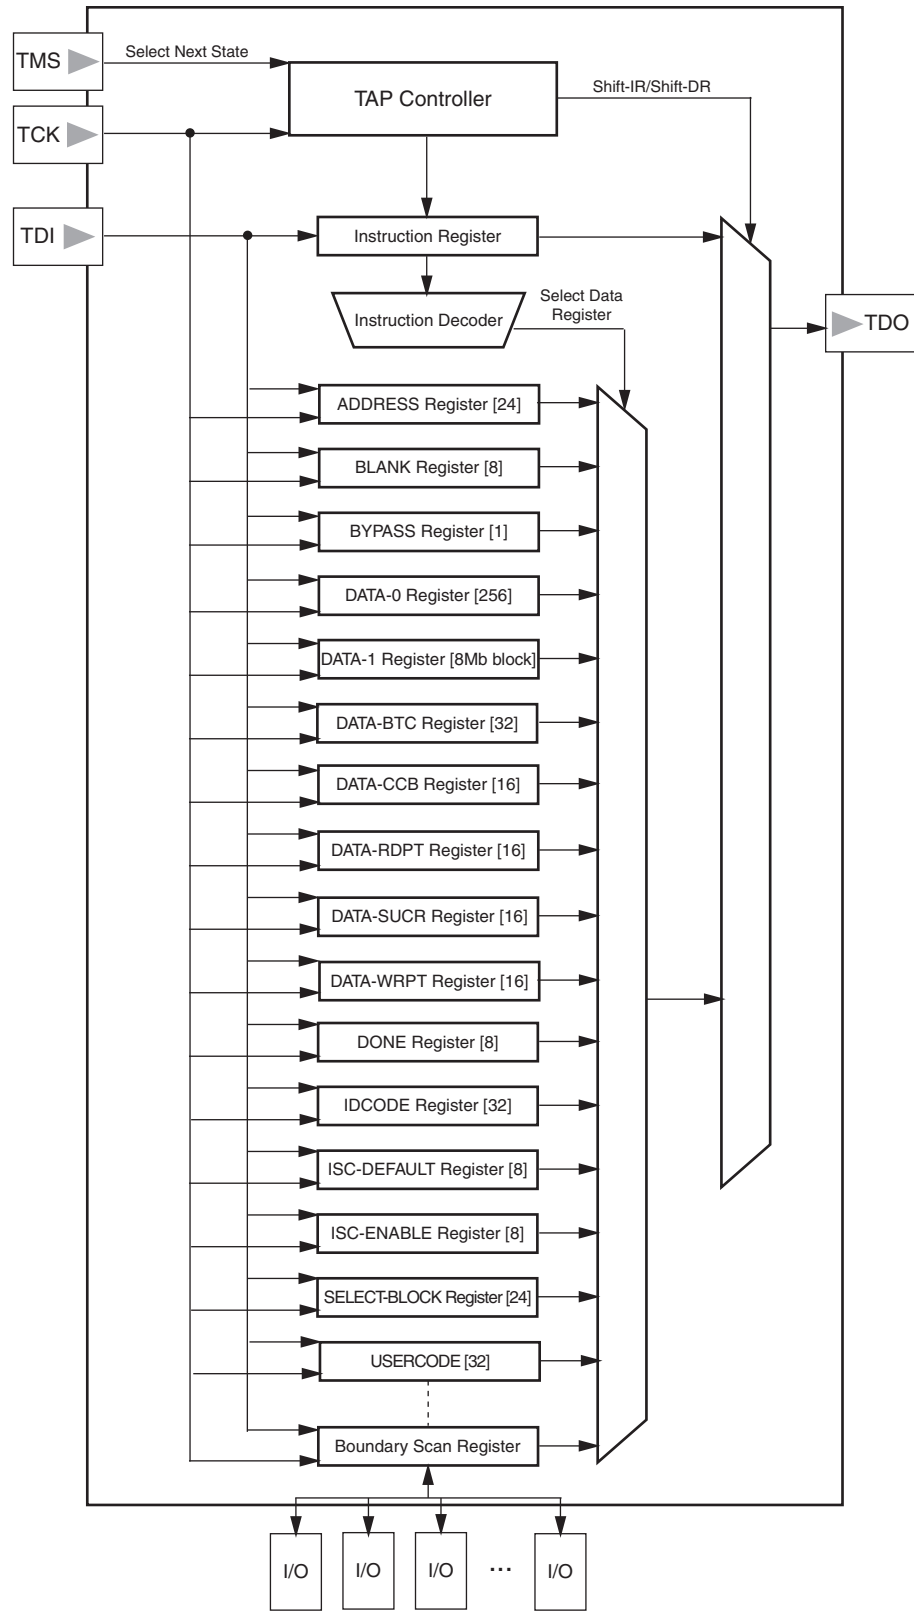 TMS
Select Next State
TAP Controller
Shift-IR/Shift-DR
TCK
TDI
Instruction Register
Select Data
Register
Instruction Decoder
TDO
ADDRESS Register [24]
BLANK Register [8]
BYPASS Register [1]
DATA-0 Register [256]
DATA-1 Register [8Mb block]
DATA-BTC Register [32]
DATA-CCB Register [16]
DATA-RDPT Register [16]
DATA-SUCR Register [16]
DATA-WRPT Register [16]
DONE Register [8]
IDCODE Register [32]
ISC-DEFAULT Register [8]
ISC-ENABLE Register [8]
SELECT-BLOCK Register [24]
USERCODE [32]
Boundary Scan Register
I/O I/O I/O ... I/O